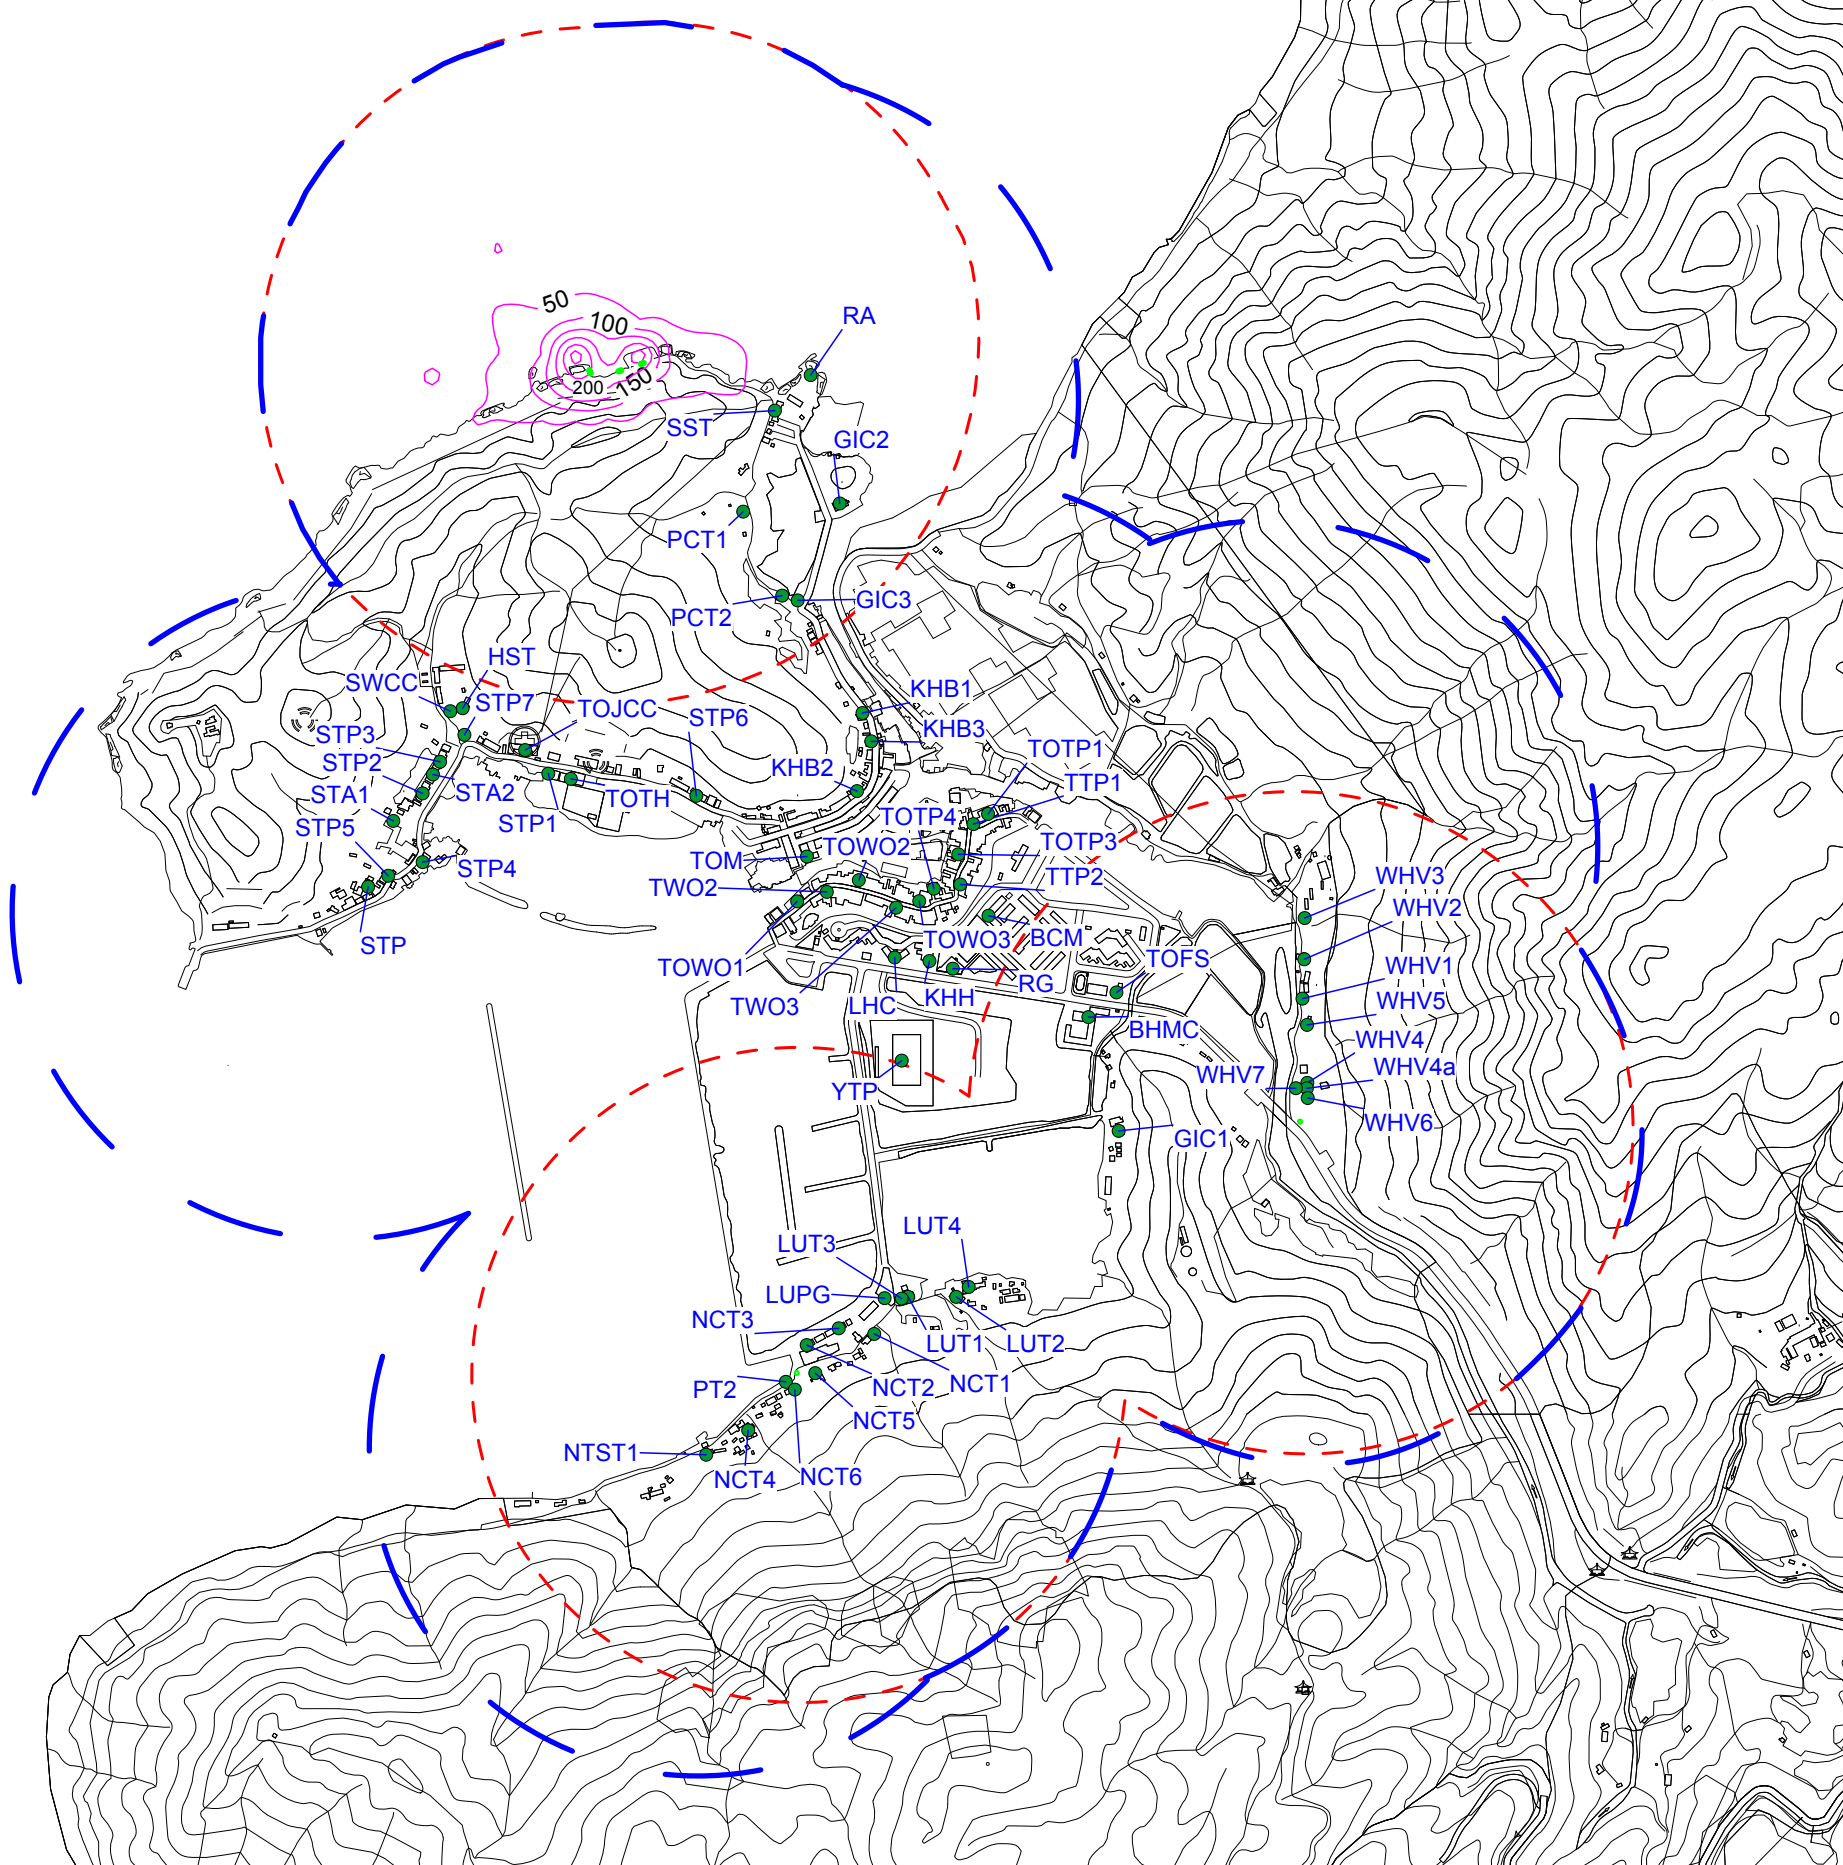 50
100
RA
200
150
SST
GIC2
PCT1
PCT2
GIC3
HST
SWCC
STP7
TOJCC
STP6
KHB1
KHB3
STP3
STP2
STA1
STA2
KHB2
TOTP1
TTP1
TOTH
STP1
STP5
TOTP4
TOM
TOWO2
TOTP3
STP4
TWO2
TTP2
WHV3
WHV2
STP
TOWO3
BCM
TOFS
TOWO1
WHV1
TWO3
LHC
KHH
RG
WHV5
BHMC
WHV4
WHV7
WHV4a
YTP
WHV6
GIC1
LUT4
LUT3
LUPG
NCT3
LUT1
LUT2
PT2
NCT2
NCT1
NCT5
NTST1
NCT4
NCT6